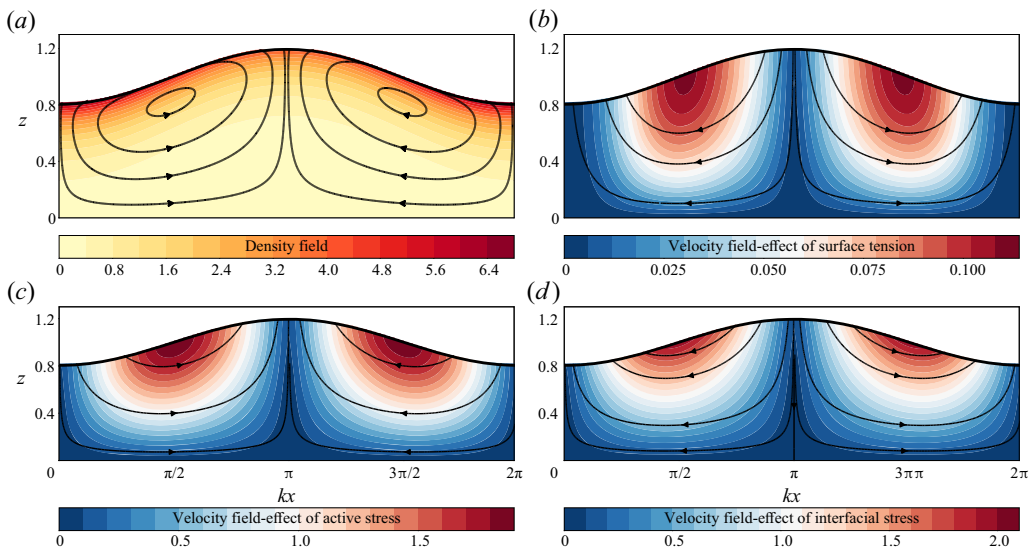 (a)
(b)
1.2
0.8
z
0.4
0
1.2
0.8
0.4
0
Density field
0 0.8 1.6 2.4 3.2 4.0 4.8 5.6 6.4
Velocity field-effect of surface tension
0 0.025 0.050 0.075 0.100
(c)
(d)
1.2
0.8
z
0.4
0
π/2 π 3π/2 2π
kx
1.2
0.8
0.4
0
π/2 π 3ππ 2π
kx
Velocity field-effect of active stress
0 0.5 1.0 1.5
Velocity field-effect of interfacial stress
0 0.5 1.0 1.5 2.0